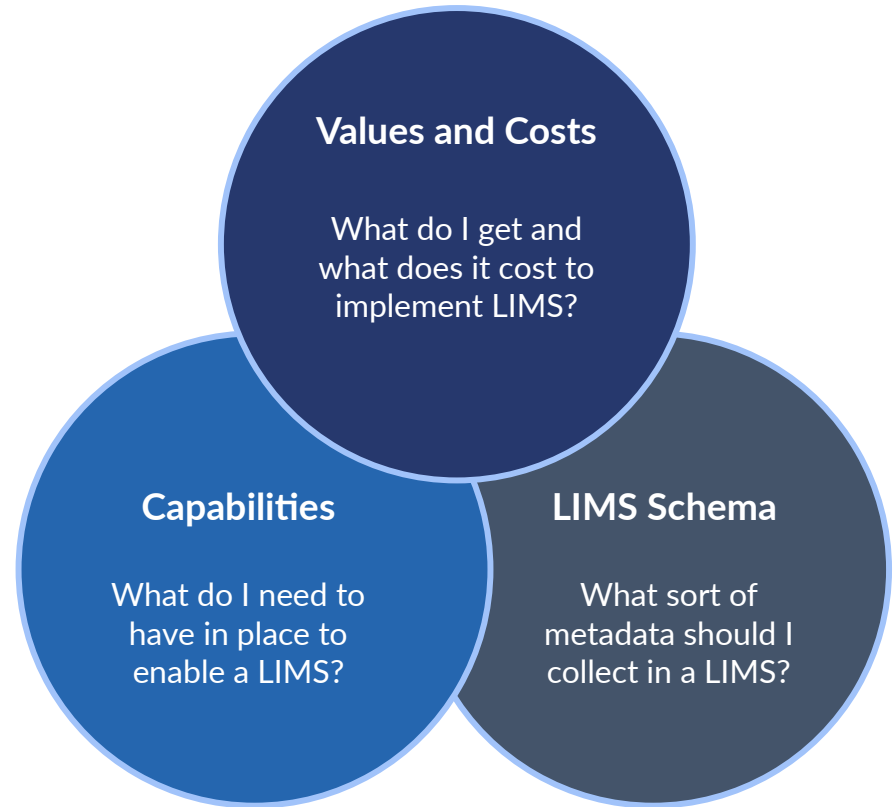 Values and Costs
What do I get and
what does it cost to
implement LIMS?
Capabilities
What do I need to
have in place to
enable a LIMS?
LIMS Schema
What sort of
metadata should I
collect in a LIMS?